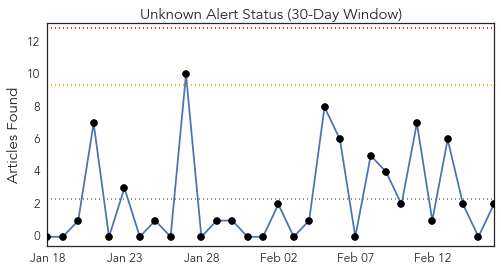 Unknown Alert Status (30-Day Window)
Articles Found
12
10
8
6
4
2
0
Jan 18 Jan 23 Jan 28 Feb 02 Feb 07 Feb 12